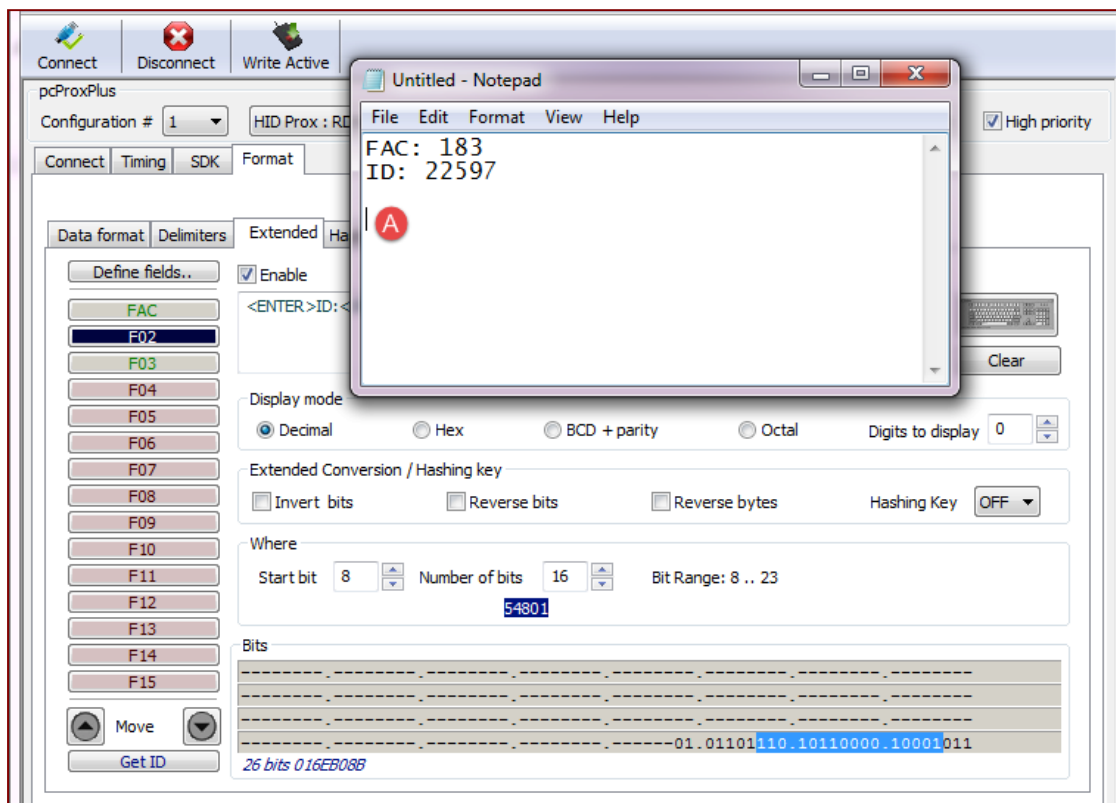 Connect Disconnect Write Active
pcProxPlus
Configuration # 1 HID Prox : RD High priority
Connect Timing SDK Format
Untitled - Notepad
File Edit Format View Help
FAC: 183
ID: 22597
A
Data format Delimiters Extended Ha
Define fields.. Enable
<ENTER>ID:<
FAC
F02
F03
Clear
F04
F05
F06
F07
F08
F09
F10
F11
F12
F13
F14
F15
Display mode
Decimal Hex BCD + parity Octal Digits to display 0
Extended Conversion / Hashing key
Invert bits Reverse bits Reverse bytes Hashing Key OFF
Where
Start bit 8 Number of bits 16 Bit Range: 8 .. 23
54801
Bits
--------.--------.--------.--------.--------.--------.--------.--------
--------.--------.--------.--------.--------.--------.--------.--------
--------.--------.--------.--------.--------.--------.--------.--------
--------.--------.--------.--------.------01.01101110.10110000.10001011
26 bits 016EB08B
Move
Get ID